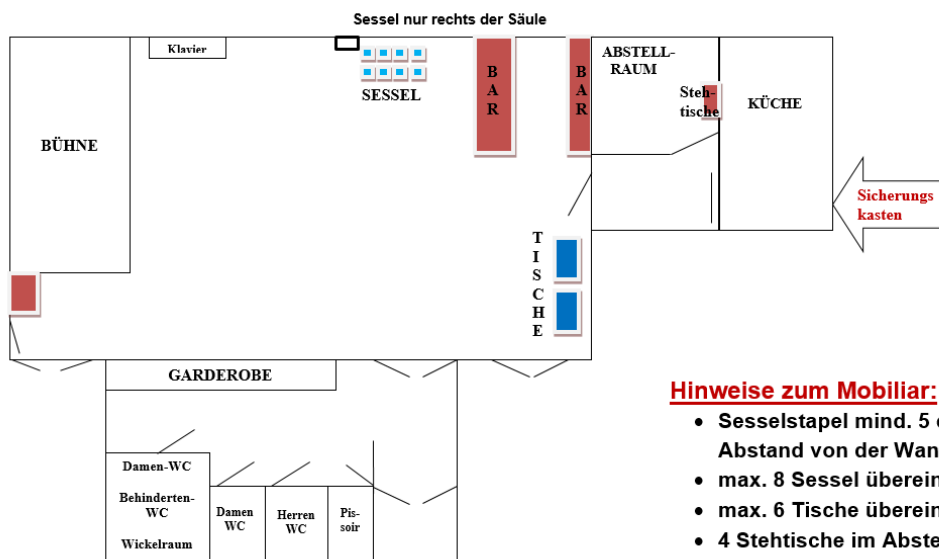 Sessel nur rechts der Säule
Klavier
SESSEL
BAR
BAR
ABSTELL-
RAUM
Steh-
tische
KÜCHE
BÜHNE
Sicherungs
kasten
TISCHE
GARDEROBE
Hinweise zum Mobiliar:
• Sesselstapel mind. 5
Abstand von der Wan
• max. 8 Sessel überein
• max. 6 Tische überein
• 4 Stehtische im Abste
Damen-WC
Behinderten-
WC
Wickelraum
Damen
WC
Herren
WC
Pis-
soir